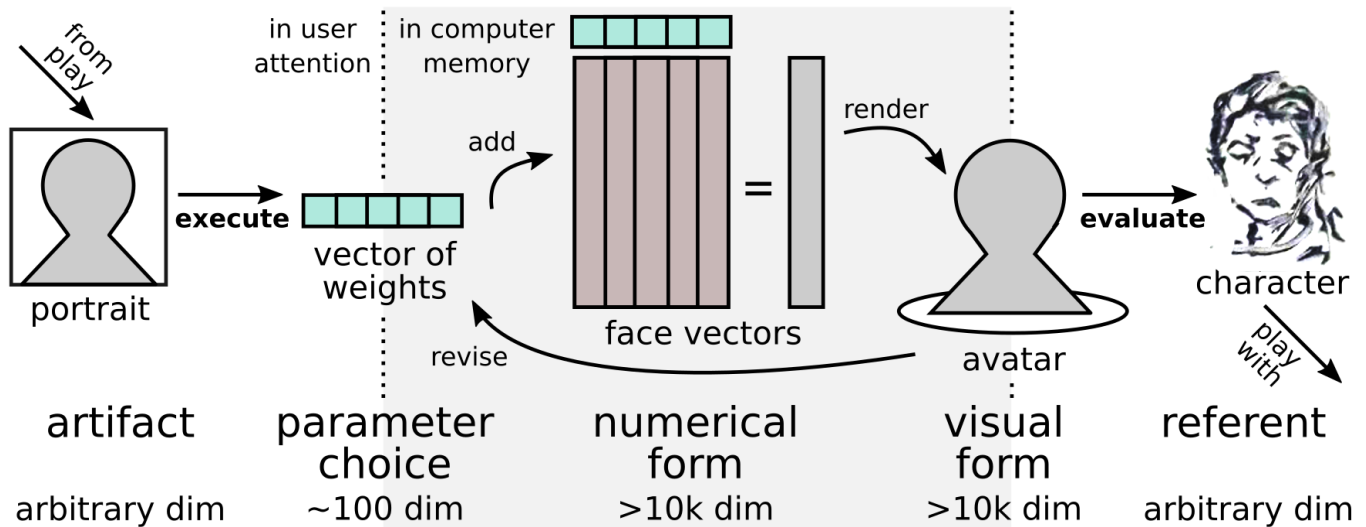 from
play
in user
attention
in computer
memory
portrait
execute
vector of
weights
add
=
face vectors
render
revise
avatar
evaluate
character
play
with
artifact
parameter
choice
numerical
form
visual
form
referent
arbitrary dim
~100 dim
>10k dim
>10k dim
arbitrary dim